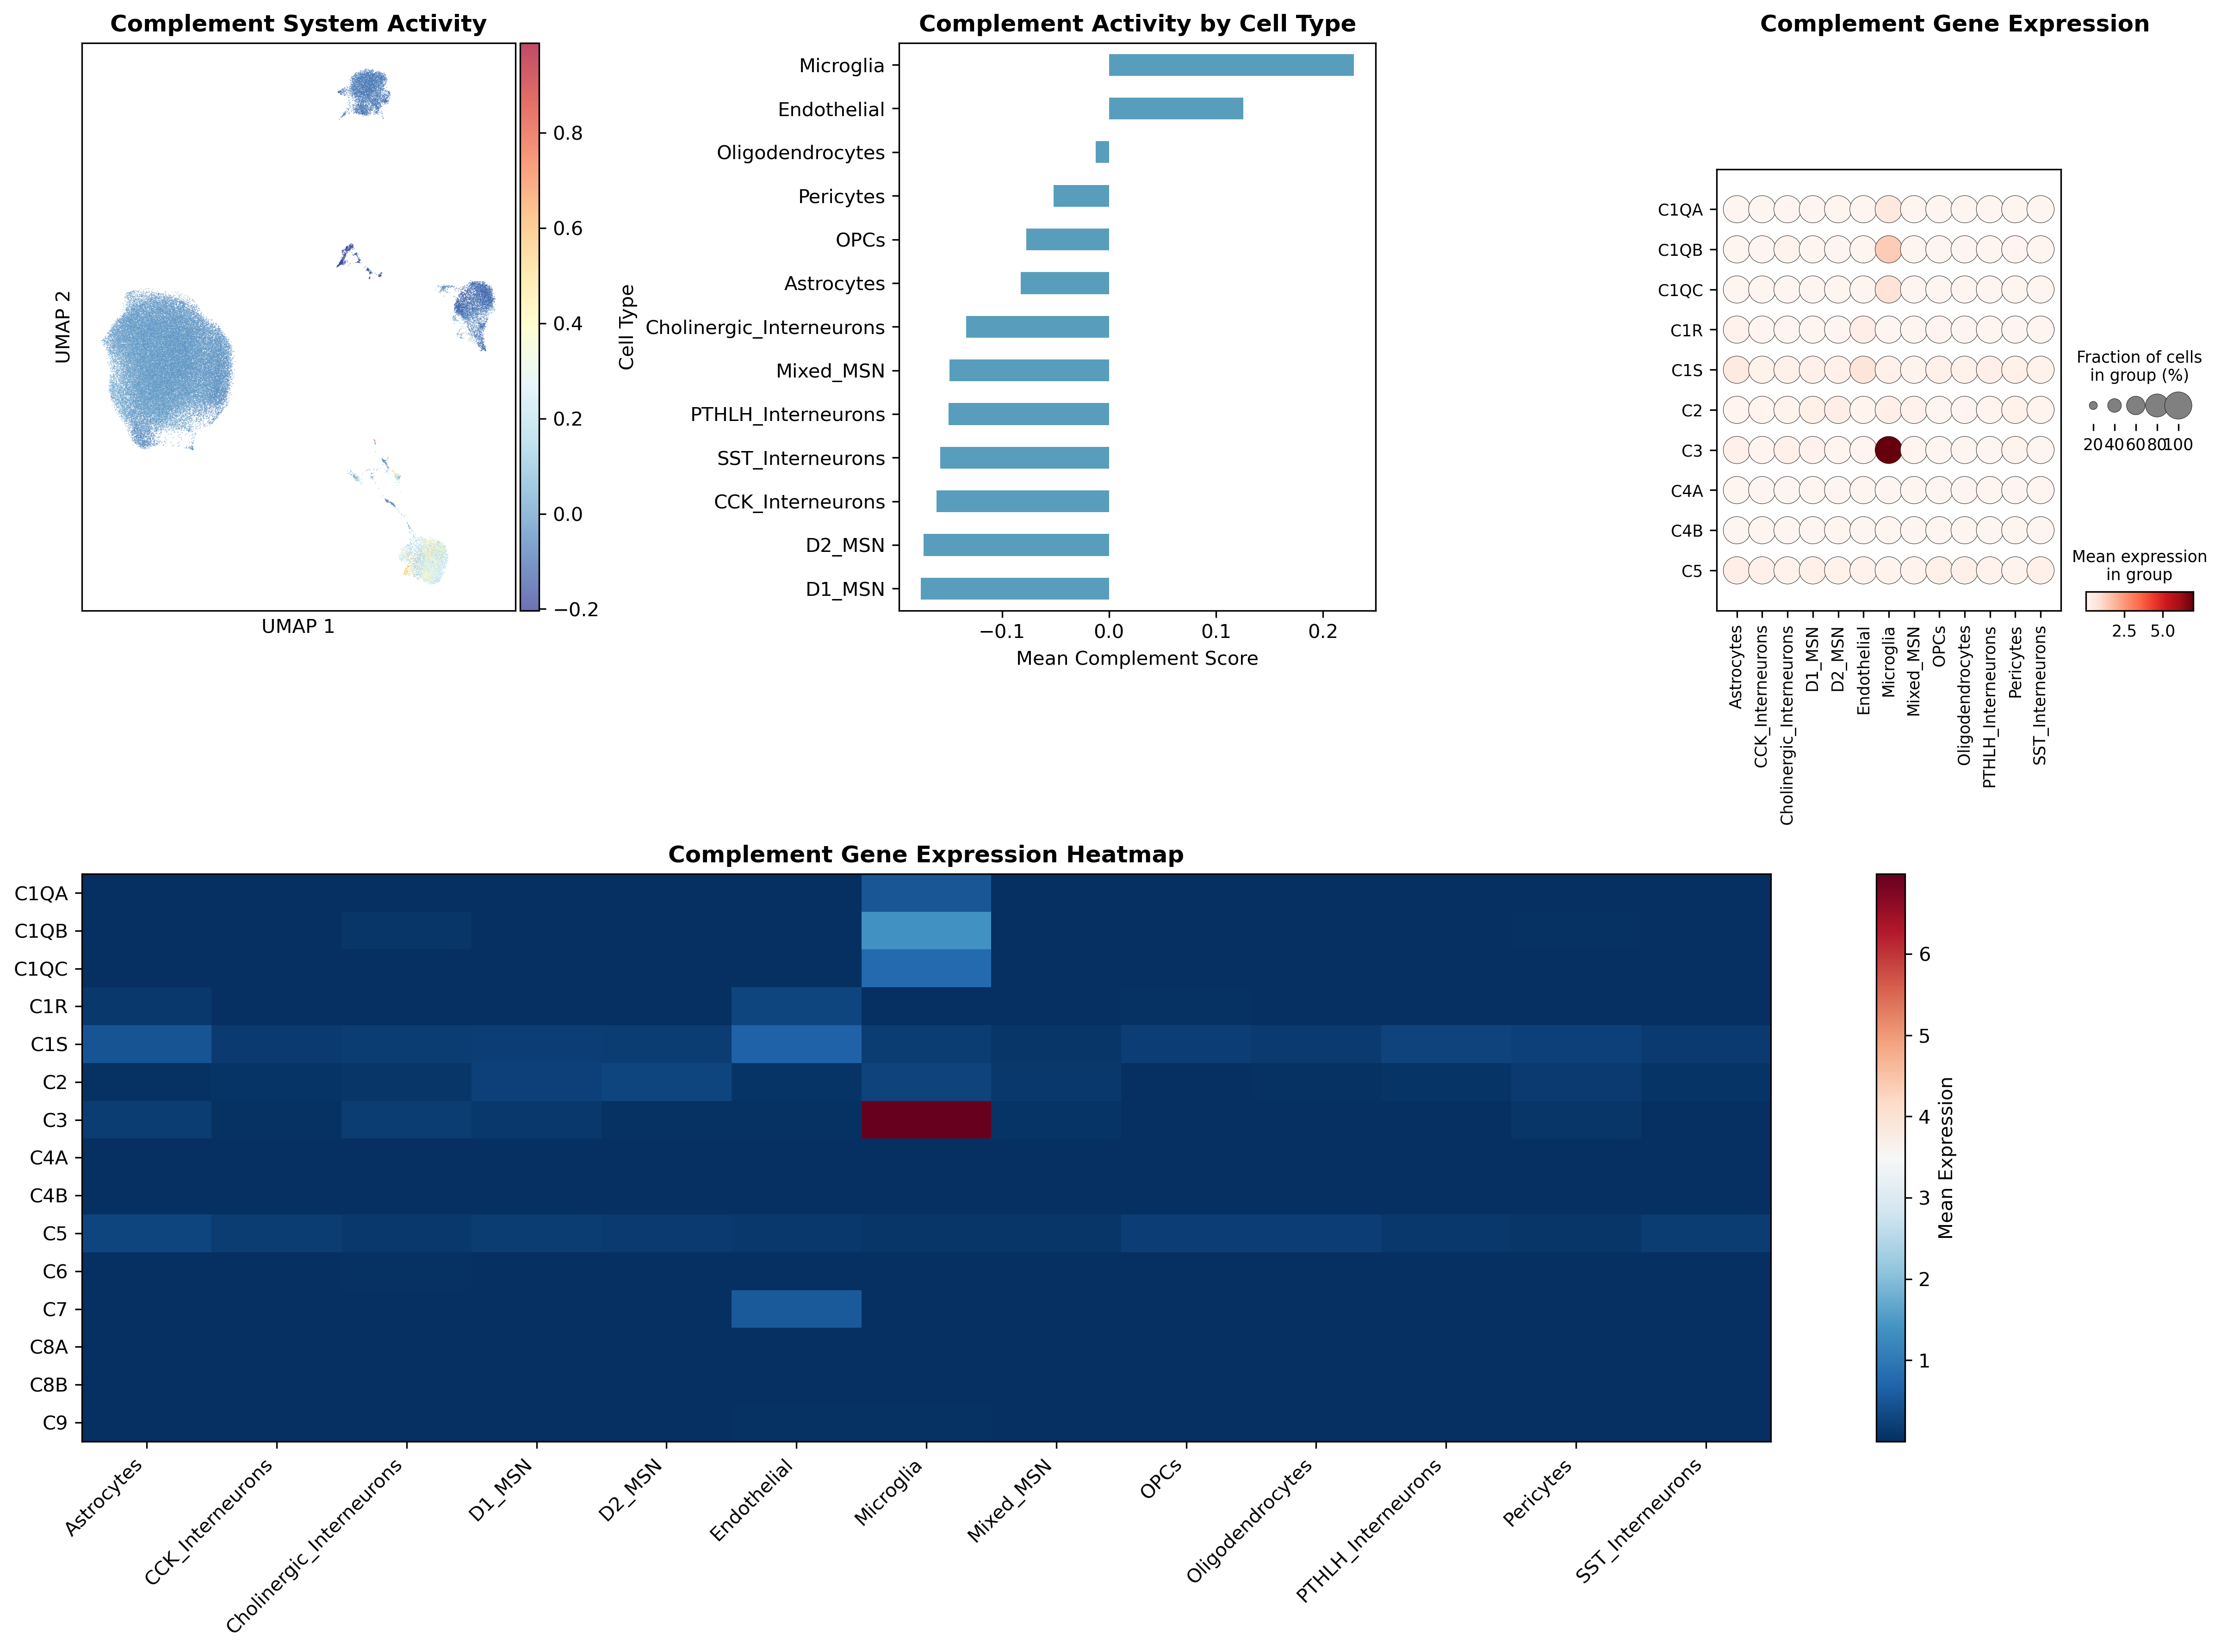 Complement System Activity
UMAP 2
UMAP 1
0.8
0.6
0.4
0.2
0.0
−0.2
Complement Activity by Cell Type
Cell Type
Microglia
Endothelial
Oligodendrocytes
Pericytes
OPCs
Astrocytes
Cholinergic_Interneurons
Mixed_MSN
PTHLH_Interneurons
SST_Interneurons
CCK_Interneurons
D2_MSN
D1_MSN
−0.1 0.0 0.1 0.2
Mean Complement Score
Complement Gene Expression
C1QA
C1QB
C1QC
C1R
C1S
C2
C3
C4A
C4B
C5
Astrocytes
CCK_Interneurons
Cholinergic_Interneurons
D1_MSN
D2_MSN
Endothelial
Microglia
Mixed_MSN
OPCs
Oligodendrocytes
PTHLH_Interneurons
Pericytes
SST_Interneurons
Fraction of cells
in group (%)
20 40 60 80 100
Mean expression
in group
2.5 5.0
Complement Gene Expression Heatmap
C1QA
C1QB
C1QC
C1R
C1S
C2
C3
C4A
C4B
C5
C6
C7
C8A
C8B
C9
Astrocytes
CCK_Interneurons
Cholinergic_Interneurons
D1_MSN
D2_MSN
Endothelial
Microglia
Mixed_MSN
OPCs
Oligodendrocytes
PTHLH_Interneurons
Pericytes
SST_Interneurons
6
5
4
3
2
1
Mean Expression